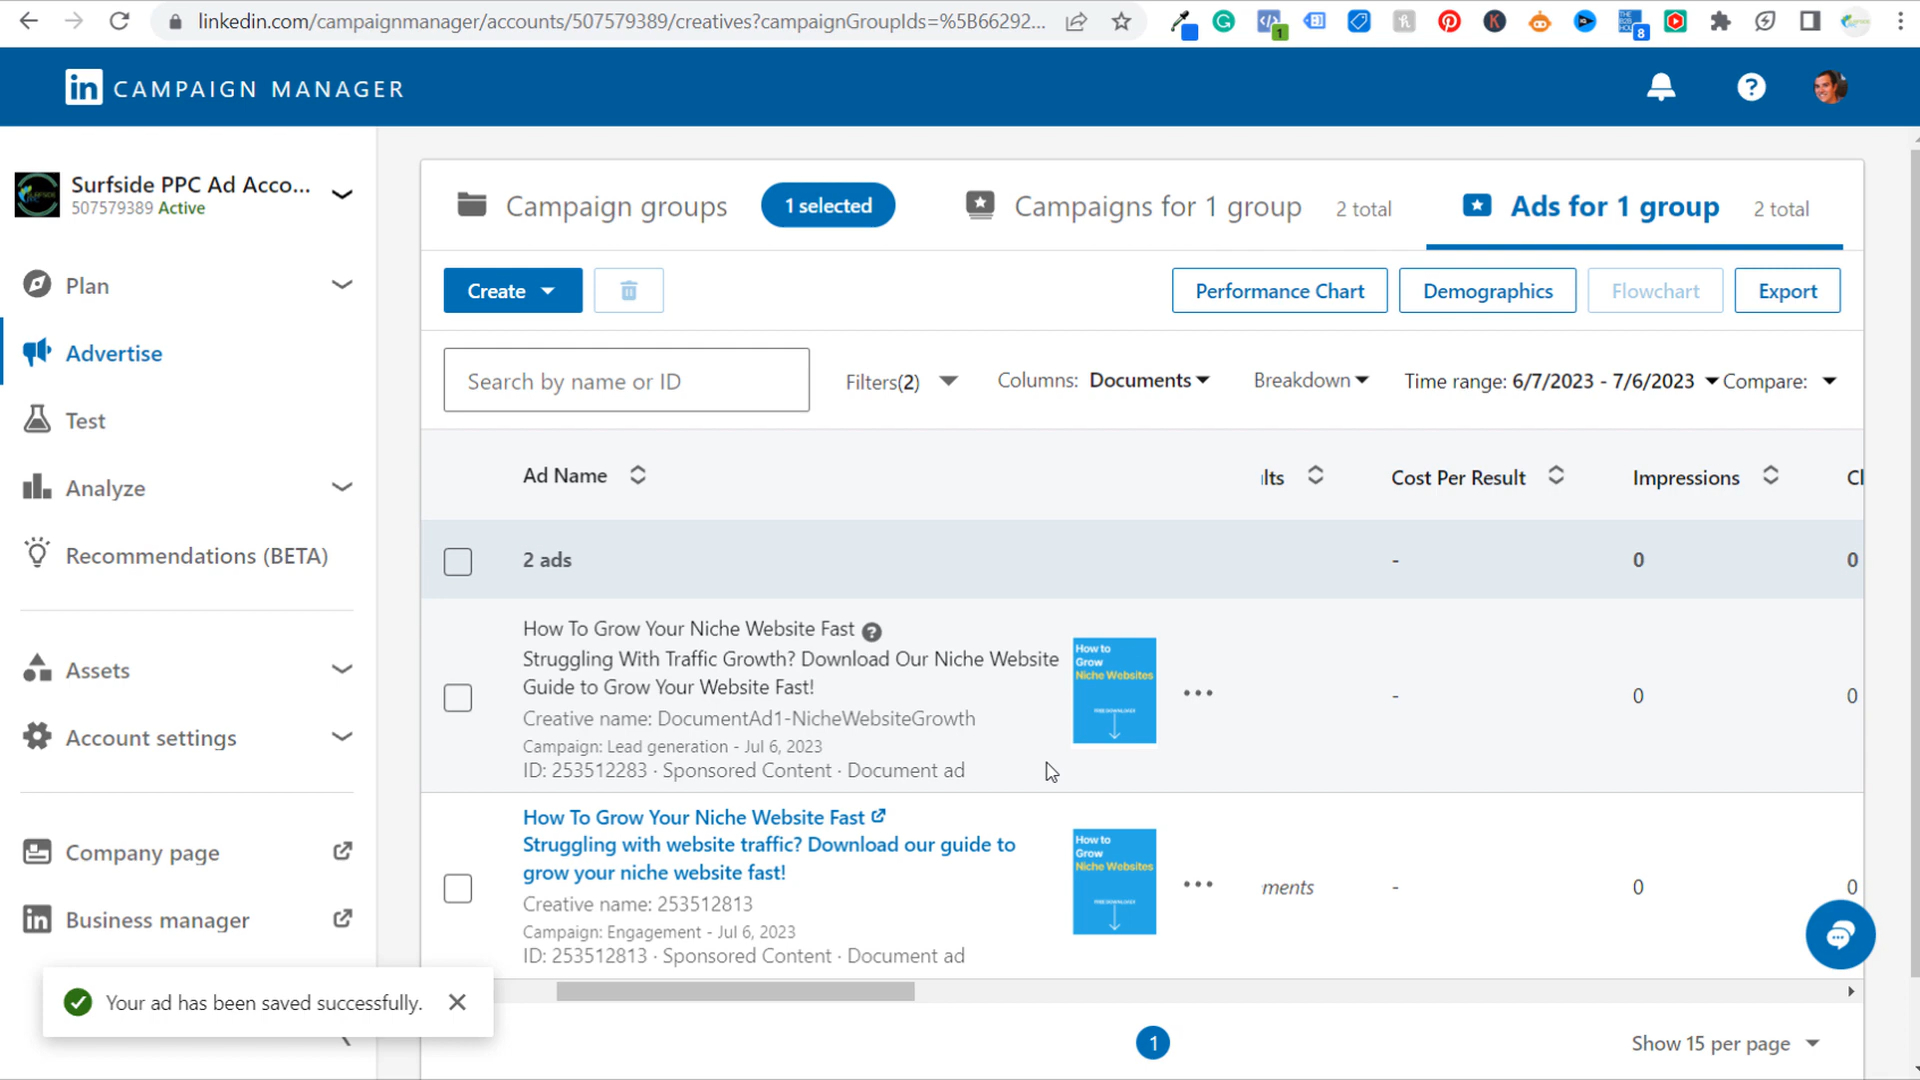 linkedin.com/campaignmanager/accounts/507579389/creatives?campaignGroupIds=%5B66292...
1
8
in CAMPAIGN MANAGER
?
Surfside PPC Ad Acco...
507579389 Active
Plan
Advertise
Test
Analyze
Recommendations (BETA)
Assets
Account settings
Company page
Business manager
Your ad has been saved successfully.
Campaign groups 1 selected Campaigns for 1 group 2 total Ads for 1 group 2 total
Create Performance Chart Demographics Flowchart Export
Search by name or ID Filters(2) Columns: Documents Breakdown Time range: 6/7/2023 - 7/6/2023 Compare:
Ad Name lts Cost Per Result Impressions Cl
2 ads - 0 0
How To Grow Your Niche Website Fast ?
Struggling With Traffic Growth? Download Our Niche Website
Guide to Grow Your Website Fast!
Creative name: DocumentAd1-NicheWebsiteGrowth
Campaign: Lead generation - Jul 6, 2023
ID: 253512283 · Sponsored Content · Document ad
How to
Grow
Niche Websites
FREE DOWNLOAD!
- 0 0
How To Grow Your Niche Website Fast
Struggling with website traffic? Download our guide to
grow your niche website fast!
Creative name: 253512813
Campaign: Engagement - Jul 6, 2023
ID: 253512813 · Sponsored Content · Document ad
How to
Grow
Niche Websites
FREE DOWNLOAD!
ments - 0 0
1 Show 15 per page